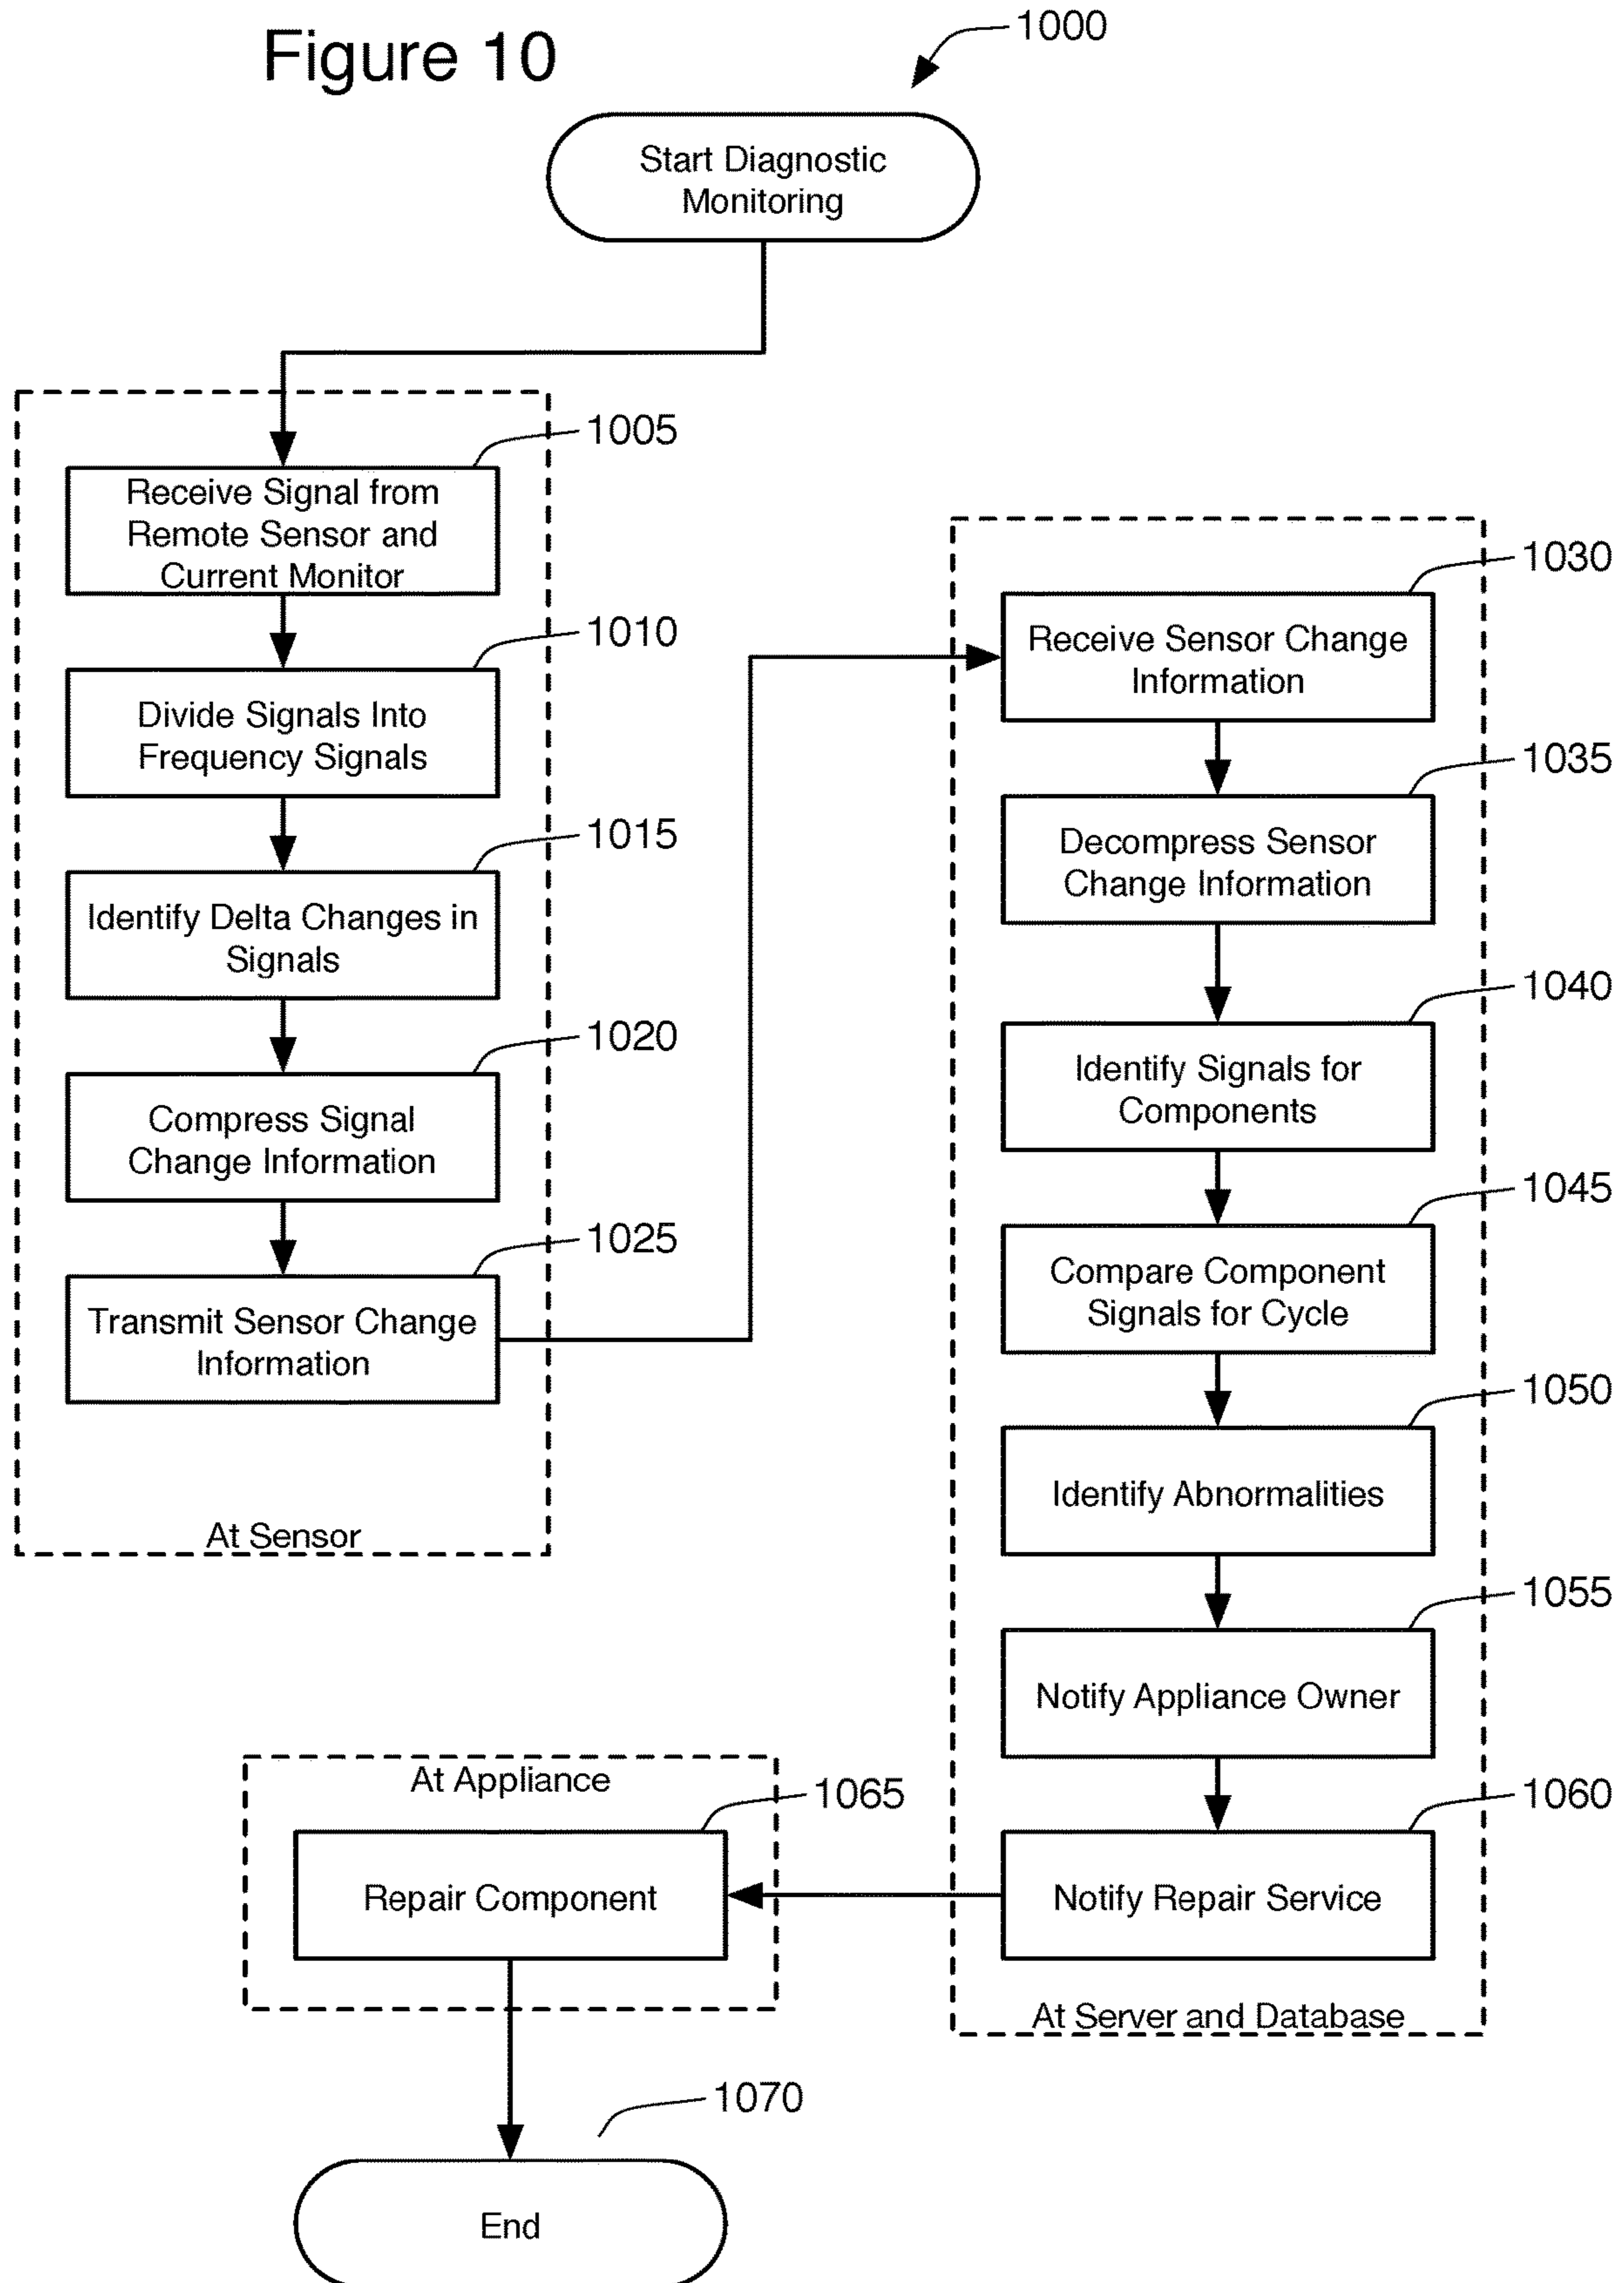 Figure 10
1000
Start Diagnostic
Monitoring
1005
Receive Signal from
Remote Sensor and
Current Monitor
1010
Divide Signals Into
Frequency Signals
1015
Identify Delta Changes in
Signals
1020
Compress Signal
Change Information
1025
Transmit Sensor Change
Information
At Sensor
1030
Receive Sensor Change
Information
1035
Decompress Sensor
Change Information
1040
Identify Signals for
Components
1045
Compare Component
Signals for Cycle
1050
Identify Abnormalities
1055
Notify Appliance Owner
1060
Notify Repair Service
At Server and Database
At Appliance
1065
Repair Component
1070
End